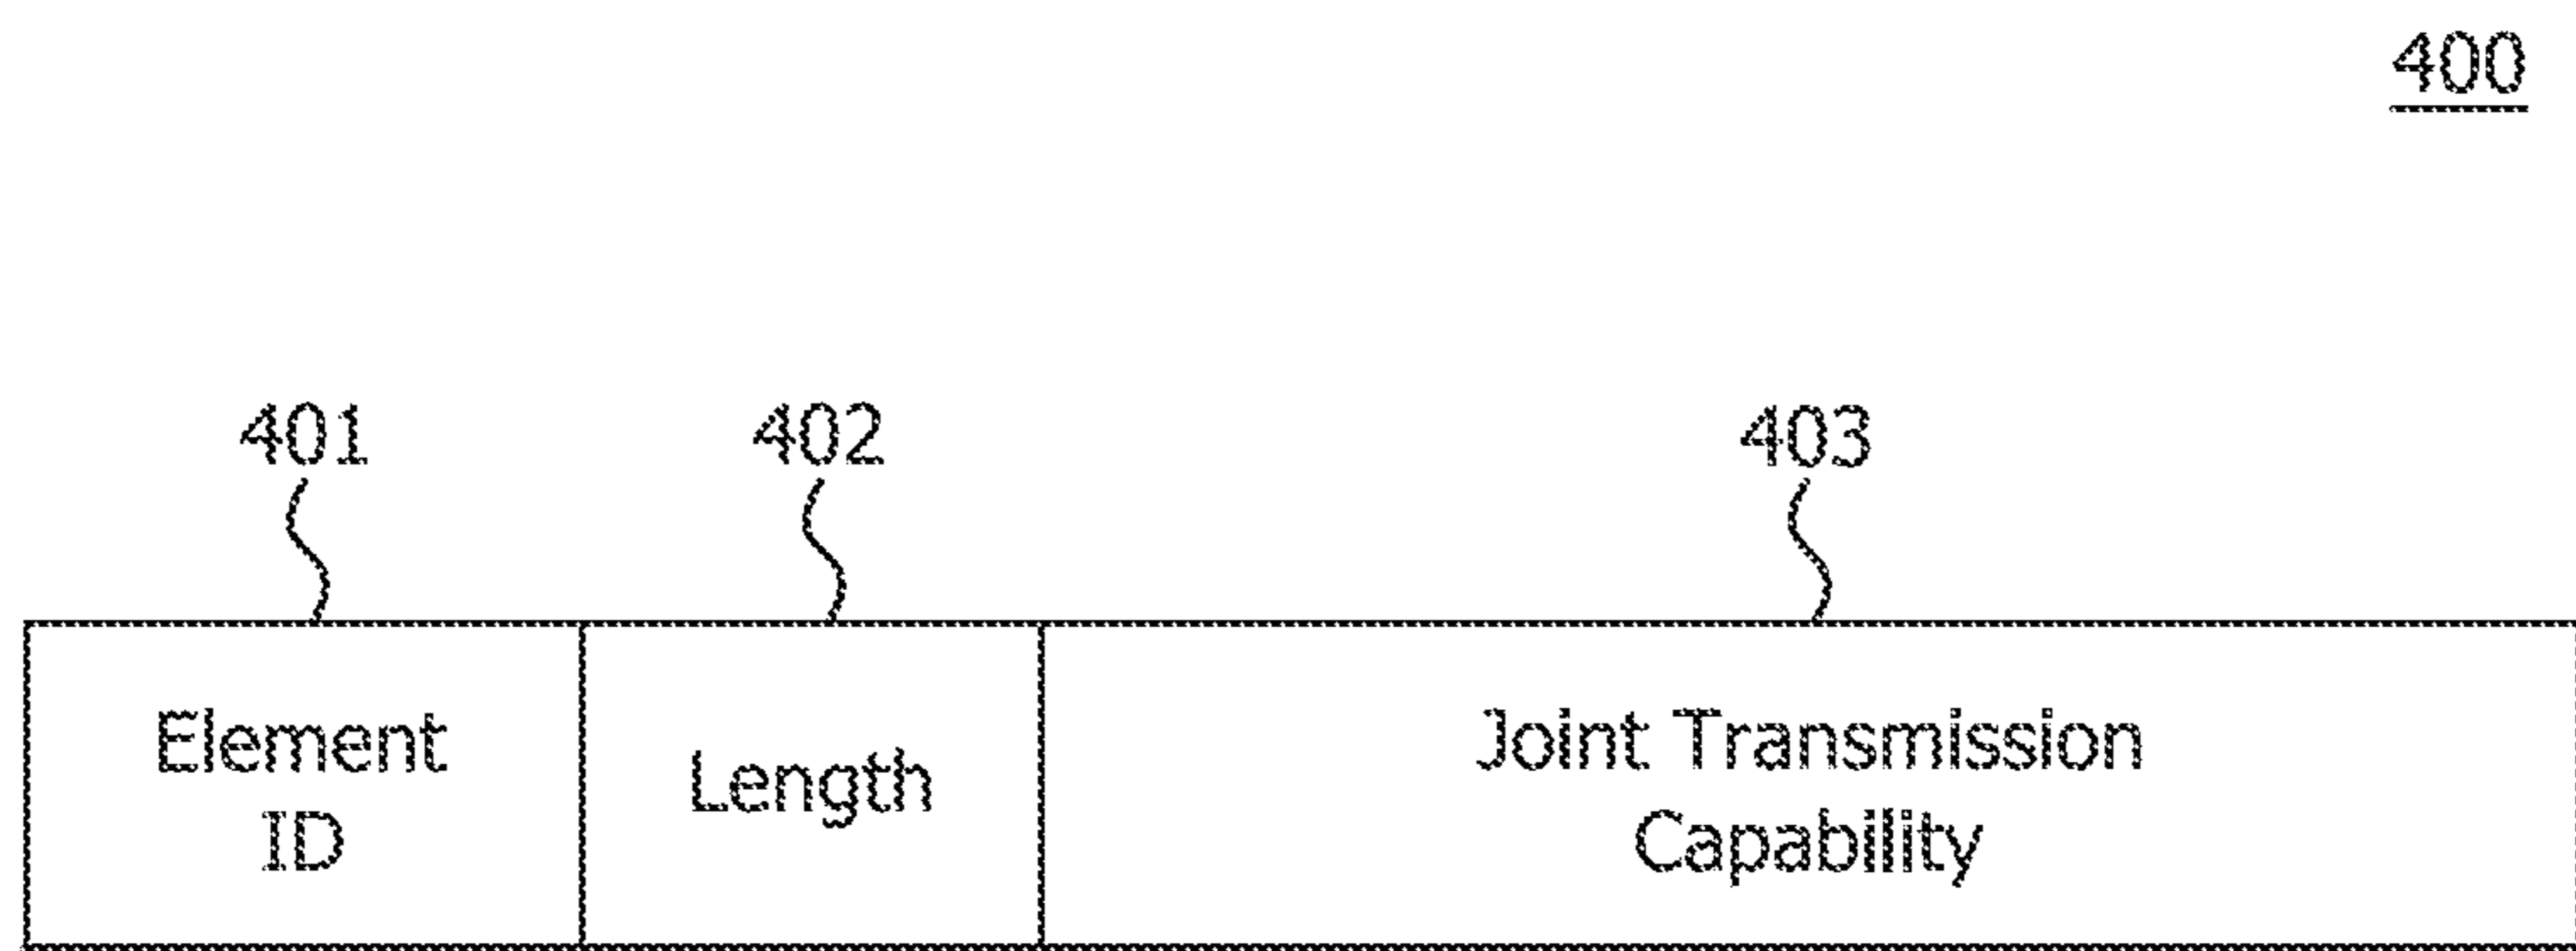 400
401
402
403
Element
ID
Length
Joint Transmission
Capability